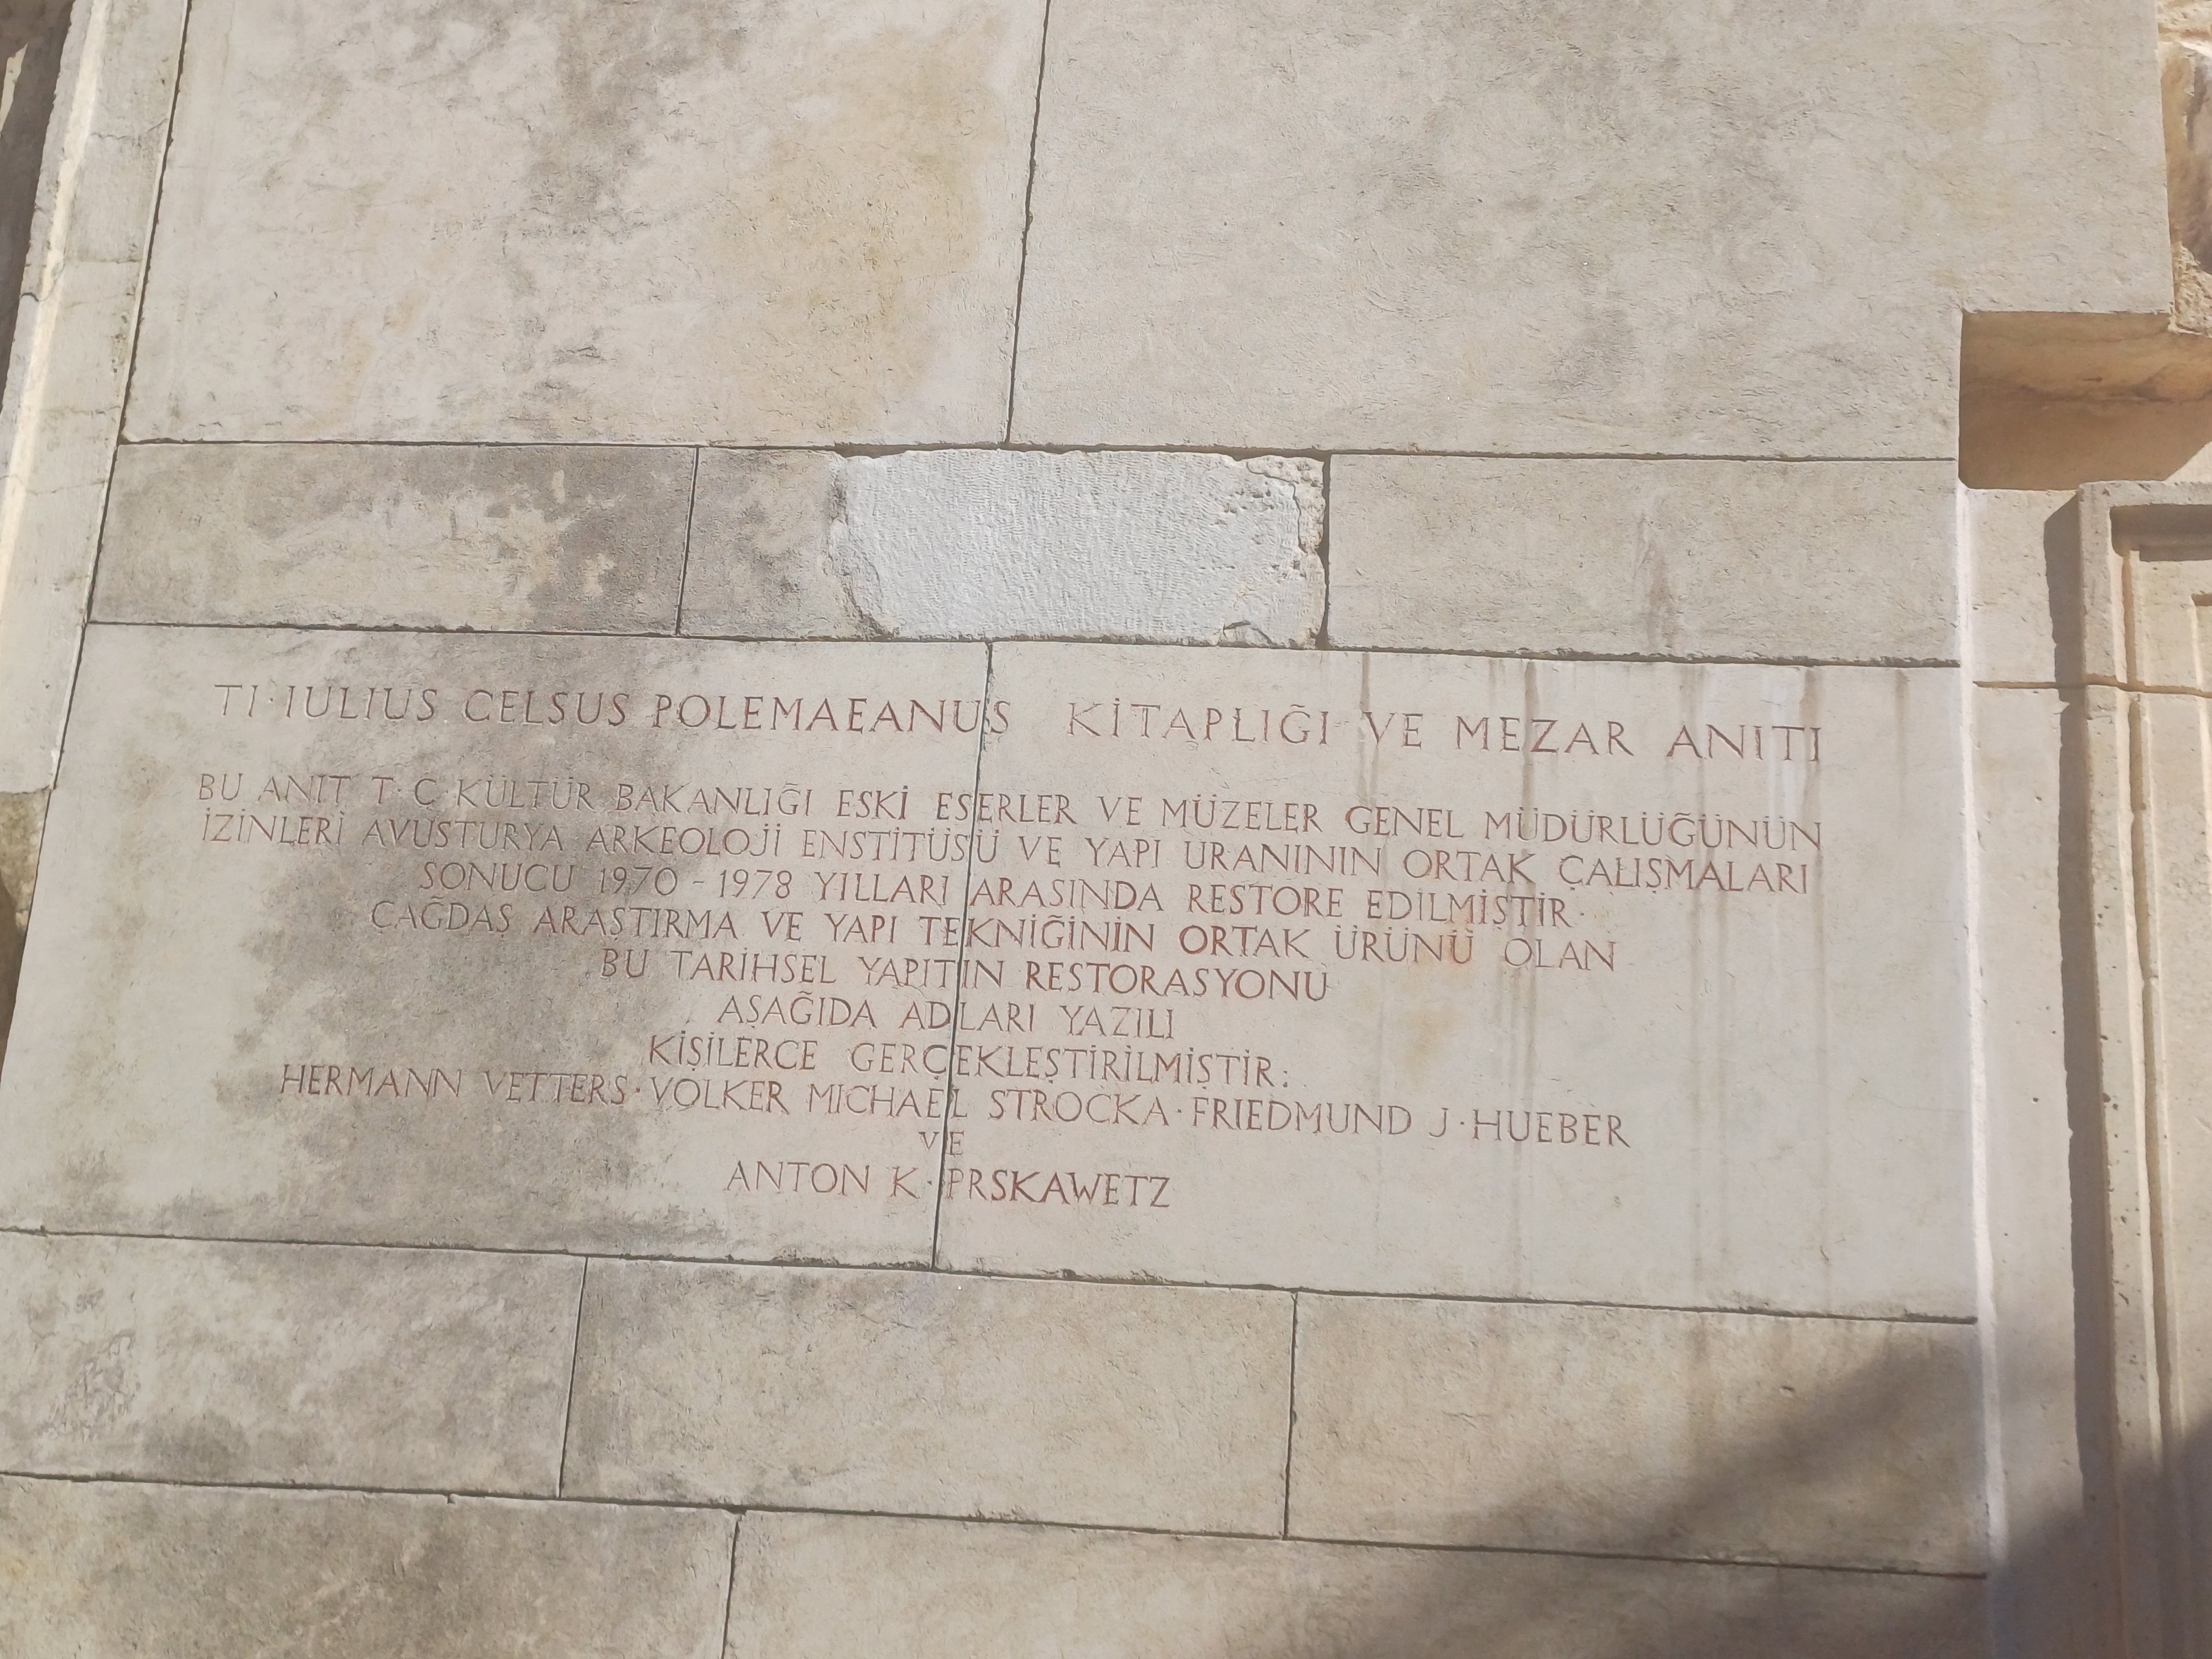 TI·IULIUS CELSUS POLEMAEANUS KİTAPLIĞI VE MEZAR ANITI
BU ANIT T·C·KÜLTÜR BAKANLIĞI ESKİ ESERLER VE MÜZELER GENEL MÜDÜRLÜĞÜNÜN
İZİNLERİ AVUSTURYA ARKEOLOJİ ENSTİTÜSÜ VE YAPI URANININ ORTAK ÇALIŞMALARI
SONUCU 1970 - 1978 YILLARI ARASINDA RESTORE EDILMİŞTİR·
ÇAĞDAŞ ARAŞTIRMA VE YAPI TEKNİĞİNİN ORTAK ÜRÜNÜ OLAN
BU TARİHSEL YAPITIN RESTORASYONU
AŞAĞIDA ADLARI YAZILI
KİŞİLERCE GERÇEKLEŞTİRİLMİŞTİR:
HERMANN VETTERS·VOLKER MICHAEL STROCKA·FRIEDMUND J·HUEBER
VE
ANTON K·PRSKAWETZ